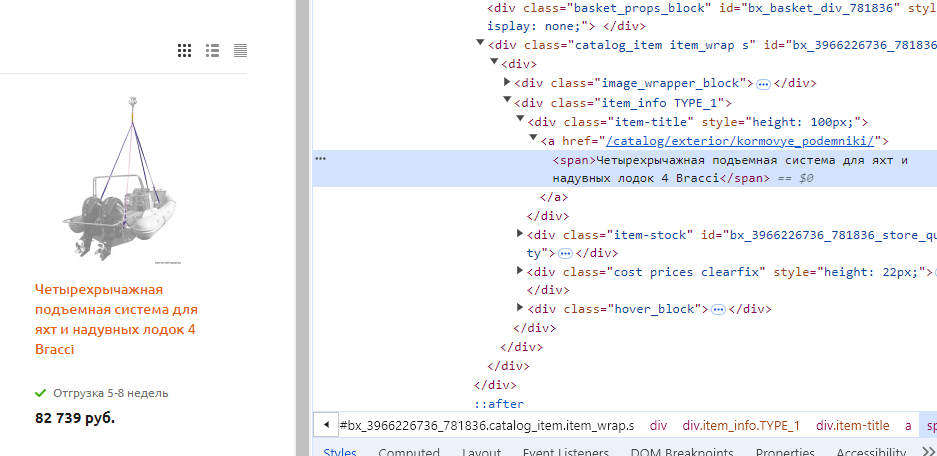 <div class="basket_props_block" id="bx_basket_div_781836" styl
isplay: none;"> </div>
<div class="catalog_item item_wrap s" id="bx_3966226736_781836
<div>
<div class="image_wrapper_block"> ⋯ </div>
<div class="item_info TYPE_1">
<div class="item-title" style="height: 100px;">
<a href="/catalog/exterior/kormovye_podemniki/">
<span>Четырехрычажная подъемная система для яхт и
надувных лодок 4 Bracci</span> == $0
</a>
</div>
<div class="item-stock" id="bx_3966226736_781836_store_qu
ty"> ⋯ </div>
<div class="cost prices clearfix" style="height: 22px;">
</div>
<div class="hover_block"> ⋯ </div>
</div>
</div>
</div>
</div>
::after
#bx_3966226736_781836.catalog_item.item_wrap.s div div.item_info.TYPE_1 div.item-title a sp
Styles Computed Layout Event Listeners DOM Breakpoints Properties Accessibility
Четырехрычажная
подъемная система для
яхт и надувных лодок 4
Bracci
Отгрузка 5-8 недель
82 739 руб.